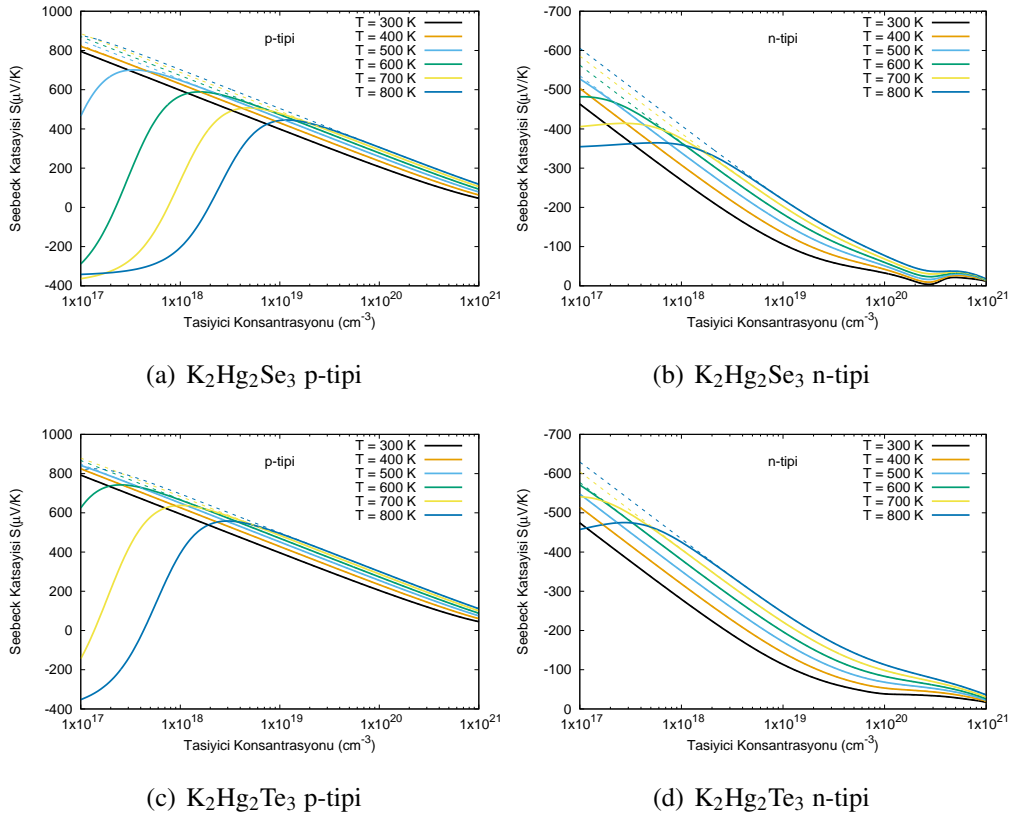 Seebeck Katsayisi S(μV/K)
1000
800
600
400
200
0
-200
-400
p-tipi
T = 300 K
T = 400 K
T = 500 K
T = 600 K
T = 700 K
T = 800 K
1x10^17 1x10^18 1x10^19 1x10^20 1x10^21
Tasiyici Konsantrasyonu (cm^-3)
(a) K₂Hg₂Se₃ p-tipi
Seebeck Katsayisi S(μV/K)
-700
-600
-500
-400
-300
-200
-100
0
n-tipi
T = 300 K
T = 400 K
T = 500 K
T = 600 K
T = 700 K
T = 800 K
1x10^17 1x10^18 1x10^19 1x10^20 1x10^21
Tasiyici Konsantrasyonu (cm^-3)
(b) K₂Hg₂Se₃ n-tipi
Seebeck Katsayisi S(μV/K)
1000
800
600
400
200
0
-200
-400
p-tipi
T = 300 K
T = 400 K
T = 500 K
T = 600 K
T = 700 K
T = 800 K
1x10^17 1x10^18 1x10^19 1x10^20 1x10^21
Tasiyici Konsantrasyonu (cm^-3)
(c) K₂Hg₂Te₃ p-tipi
Seebeck Katsayisi S(μV/K)
-700
-600
-500
-400
-300
-200
-100
0
n-tipi
T = 300 K
T = 400 K
T = 500 K
T = 600 K
T = 700 K
T = 800 K
1x10^17 1x10^18 1x10^19 1x10^20 1x10^21
Tasiyici Konsantrasyonu (cm^-3)
(d) K₂Hg₂Te₃ n-tipi